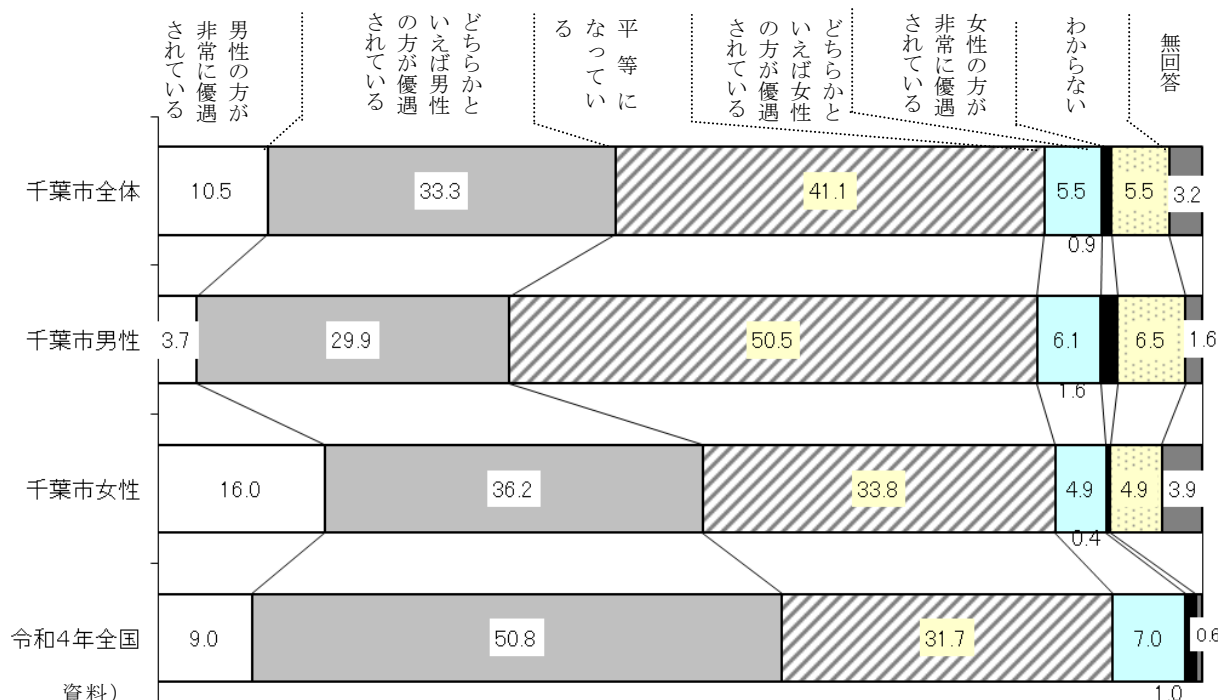 男性の方が
非常に優遇
されている
どちらかと
いえば男性
の方が優遇
されている
平等に
なってい
る
どちらかと
いえば女性
の方が優遇
されている
女性の方が
非常に優遇
されている
わからない
無回答
千葉市全体
10.5
33.3
41.1
5.5
0.9
5.5
3.2
千葉市男性
3.7
29.9
50.5
6.1
1.6
6.5
1.6
千葉市女性
16.0
36.2
33.8
4.9
0.4
4.9
3.9
令和4年全国
9.0
50.8
31.7
7.0
1.0
0.6
資料）